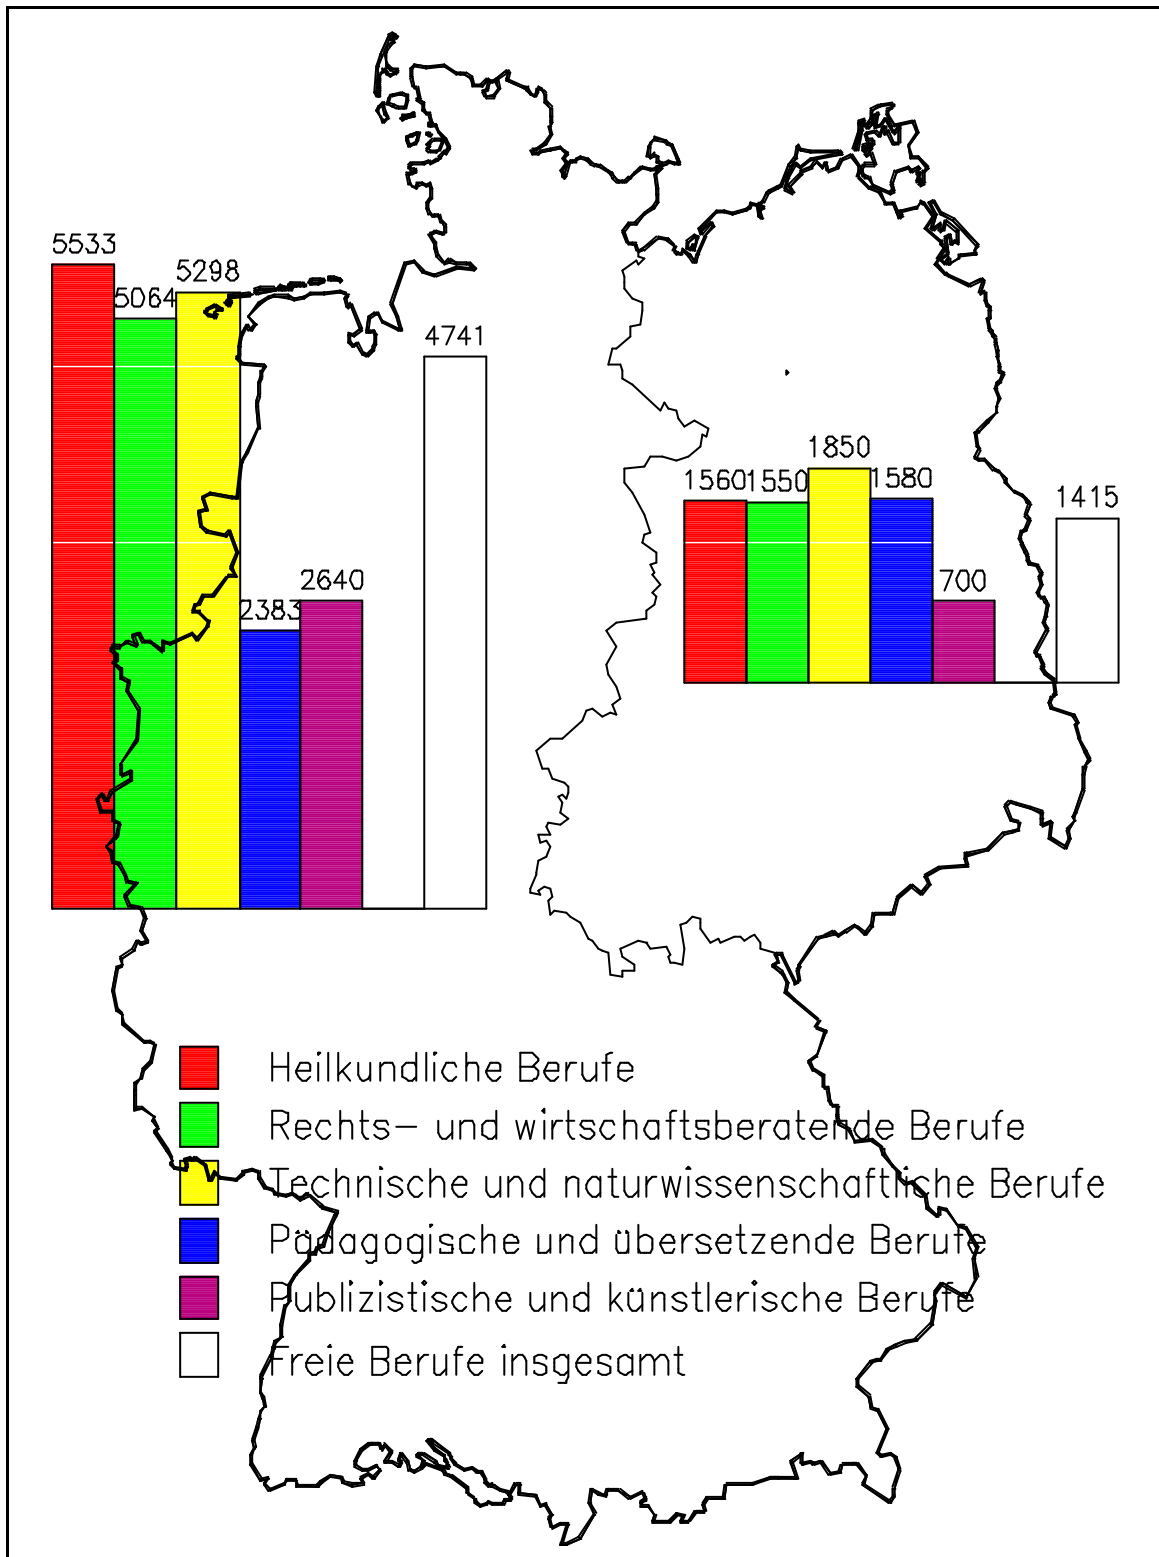 5533
5064
5298
2383
2640
4741
1560
1550
1850
1580
700
1415
Heilkundliche Berufe
Rechts- und wirtschaftsberatende Berufe
Technische und naturwissenschaftliche Berufe
Pädagogische und übersetzende Berufe
Publizistische und künstlerische Berufe
Freie Berufe insgesamt